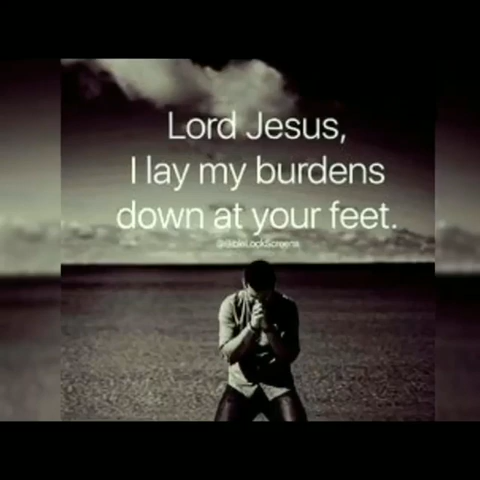 Lord Jesus,
I lay my burdens
down at your feet.
@BibleLockScreens